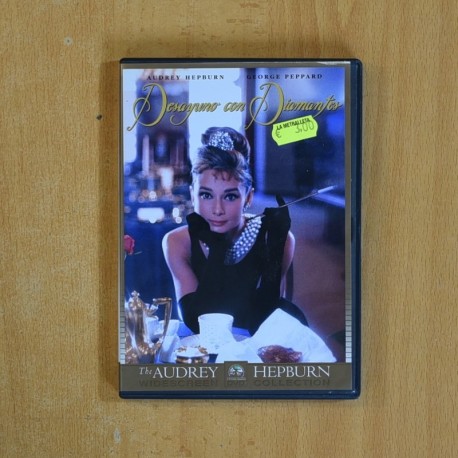 AUDREY HEPBURN GEORGE PEPPARD
Desayuno con Diamantes
LA METRALLETA
€ 3,00
The AUDREY HEPBURN
WIDESCREEN COLLECTION